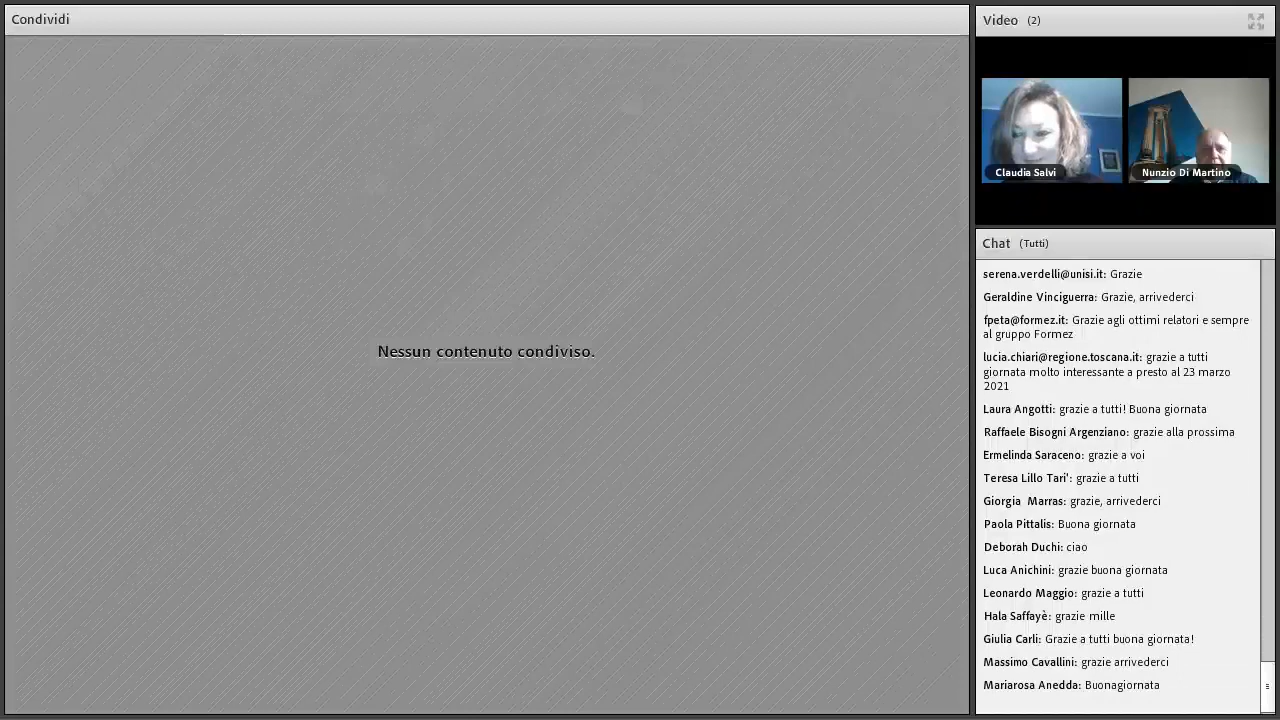 Condividi
Nessun contenuto condiviso.
Video (2)
Claudia Salvi
Nunzio Di Martino
Chat (Tutti)
serena.verdelli@unisi.it: Grazie
Geraldine Vinciguerra: Grazie, arrivederci
fpeta@formez.it: Grazie agli ottimi relatori e sempre
al gruppo Formez
lucia.chiari@regione.toscana.it: grazie a tutti
giornata molto interessante a presto al 23 marzo
2021
Laura Angotti: grazie a tutti! Buona giornata
Raffaele Bisogni Argenziano: grazie alla prossima
Ermelinda Saraceno: grazie a voi
Teresa Lillo Tari': grazie a tutti
Giorgia  Marras: grazie, arrivederci
Paola Pittalis: Buona giornata
Deborah Duchi: ciao
Luca Anichini: grazie buona giornata
Leonardo Maggio: grazie a tutti
Hala Saffayè: grazie mille
Giulia Carli: Grazie a tutti buona giornata!
Massimo Cavallini: grazie arrivederci
Mariarosa Anedda: Buonagiornata